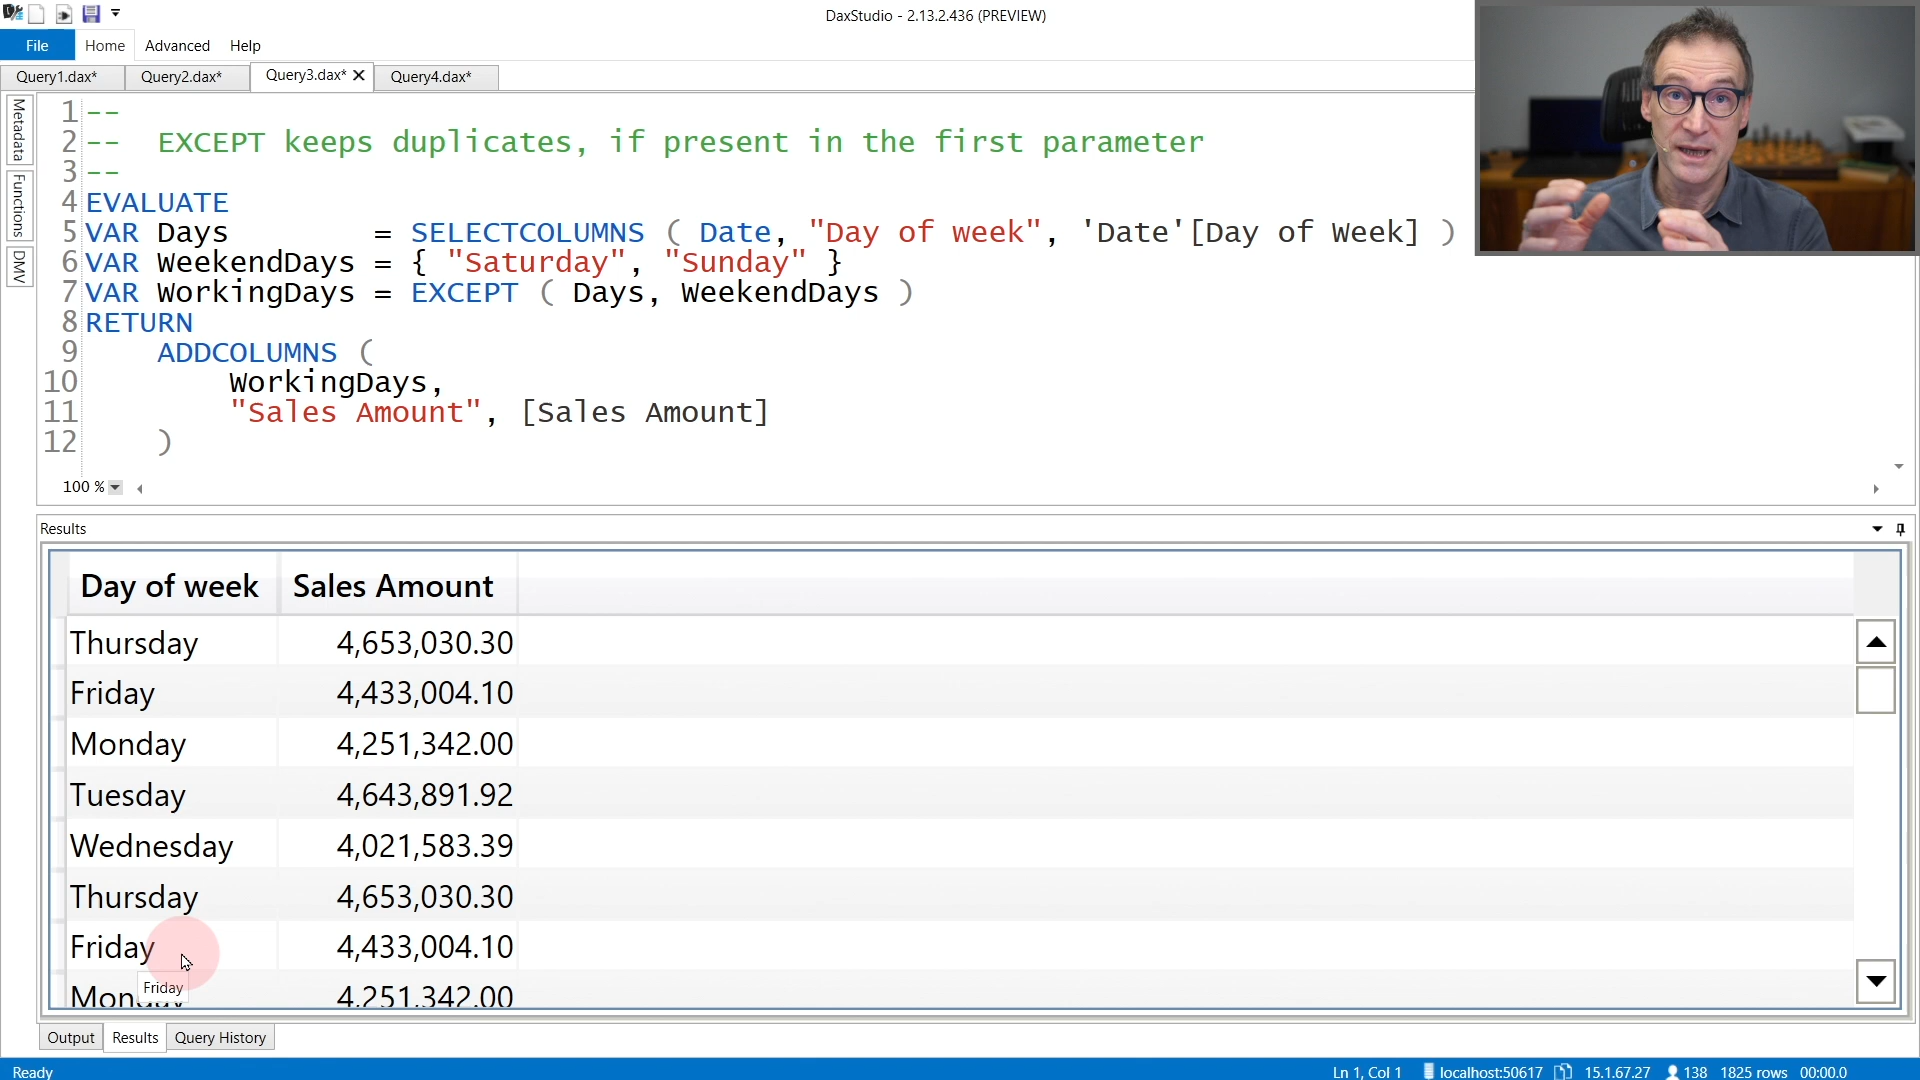 DaxStudio - 2.13.2.436 (PREVIEW)
File Home Advanced Help
Query1.dax* Query2.dax* Query3.dax* Query4.dax*
Metadata
Functions
DMV
1 --
2 -- EXCEPT keeps duplicates, if present in the first parameter
3 --
4 EVALUATE
5 VAR Days = SELECTCOLUMNS ( Date, "Day of week", 'Date'[Day of Week] )
6 VAR WeekendDays = { "Saturday", "Sunday" }
7 VAR WorkingDays = EXCEPT ( Days, WeekendDays )
8 RETURN
9 ADDCOLUMNS (
10 WorkingDays,
11 "Sales Amount", [Sales Amount]
12 )
100 %
Results
Day of week Sales Amount
Thursday 4,653,030.30
Friday 4,433,004.10
Monday 4,251,342.00
Tuesday 4,643,891.92
Wednesday 4,021,583.39
Thursday 4,653,030.30
Friday 4,433,004.10
Friday
Monday 4,251,342.00
Output Results Query History
Ready Ln 1, Col 1 localhost:50617 15.1.67.27 138 1825 rows 00:00.0